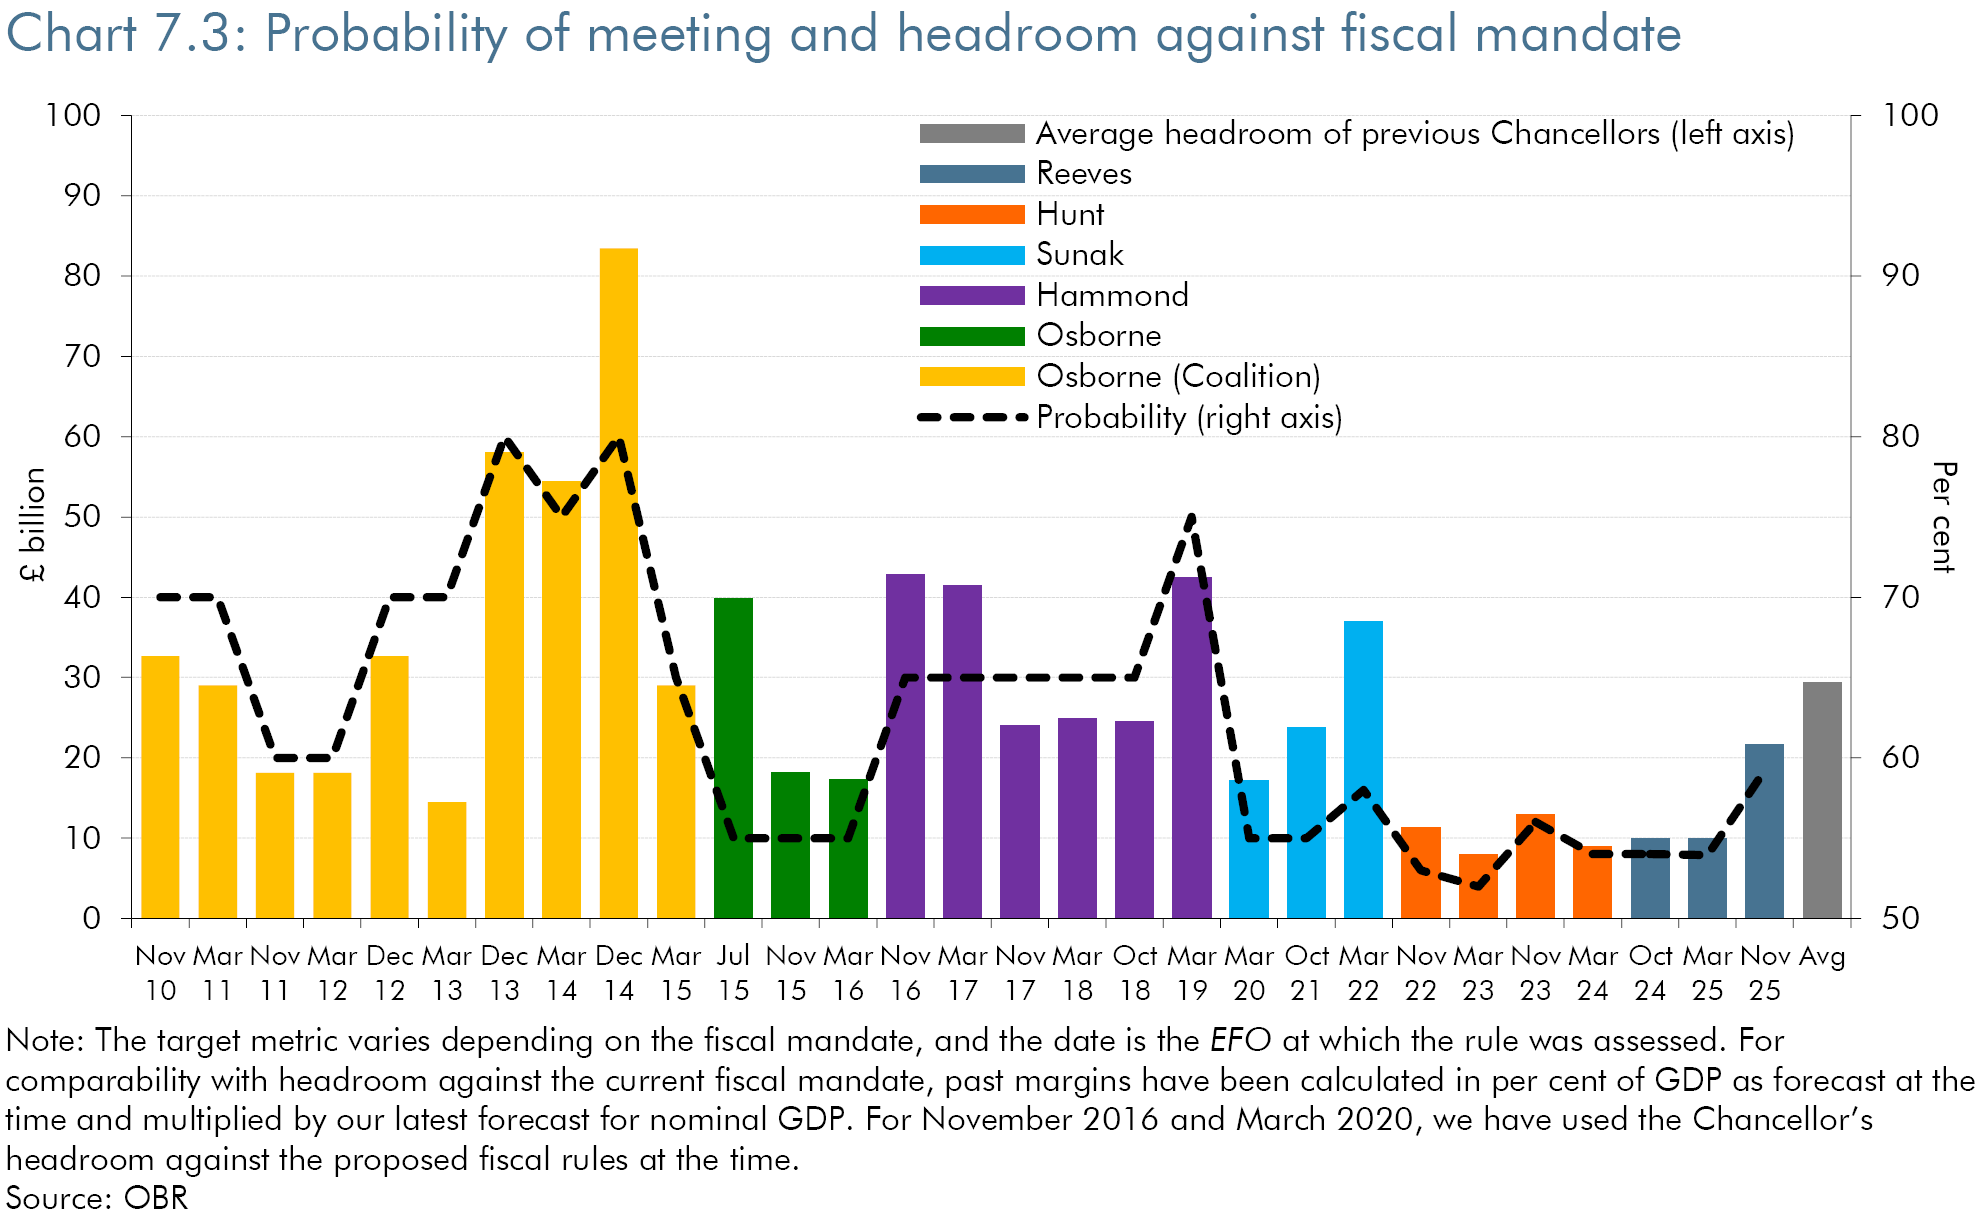 Chart 7.3: Probability of meeting and headroom against fiscal mandate
100
90
80
70
60
50
40
30
20
10
0
£ billion
Average headroom of previous Chancellors (left axis)
Reeves
Hunt
Sunak
Hammond
Osborne
Osborne (Coalition)
Probability (right axis)
100
90
80
70
60
50
Per cent
Nov Mar Nov Mar Dec Mar Dec Mar Dec Mar Jul Nov Mar Nov Mar Nov Mar Oct Mar Mar Oct Mar Nov Mar Nov Mar Oct Mar Nov Avg
10 11 11 12 12 13 13 14 14 15 15 15 16 16 17 17 18 18 19 20 21 22 22 23 23 24 24 25 25
Note: The target metric varies depending on the fiscal mandate, and the date is the EFO at which the rule was assessed. For
comparability with headroom against the current fiscal mandate, past margins have been calculated in per cent of GDP as forecast at the
time and multiplied by our latest forecast for nominal GDP. For November 2016 and March 2020, we have used the Chancellor's
headroom against the proposed fiscal rules at the time.
Source: OBR